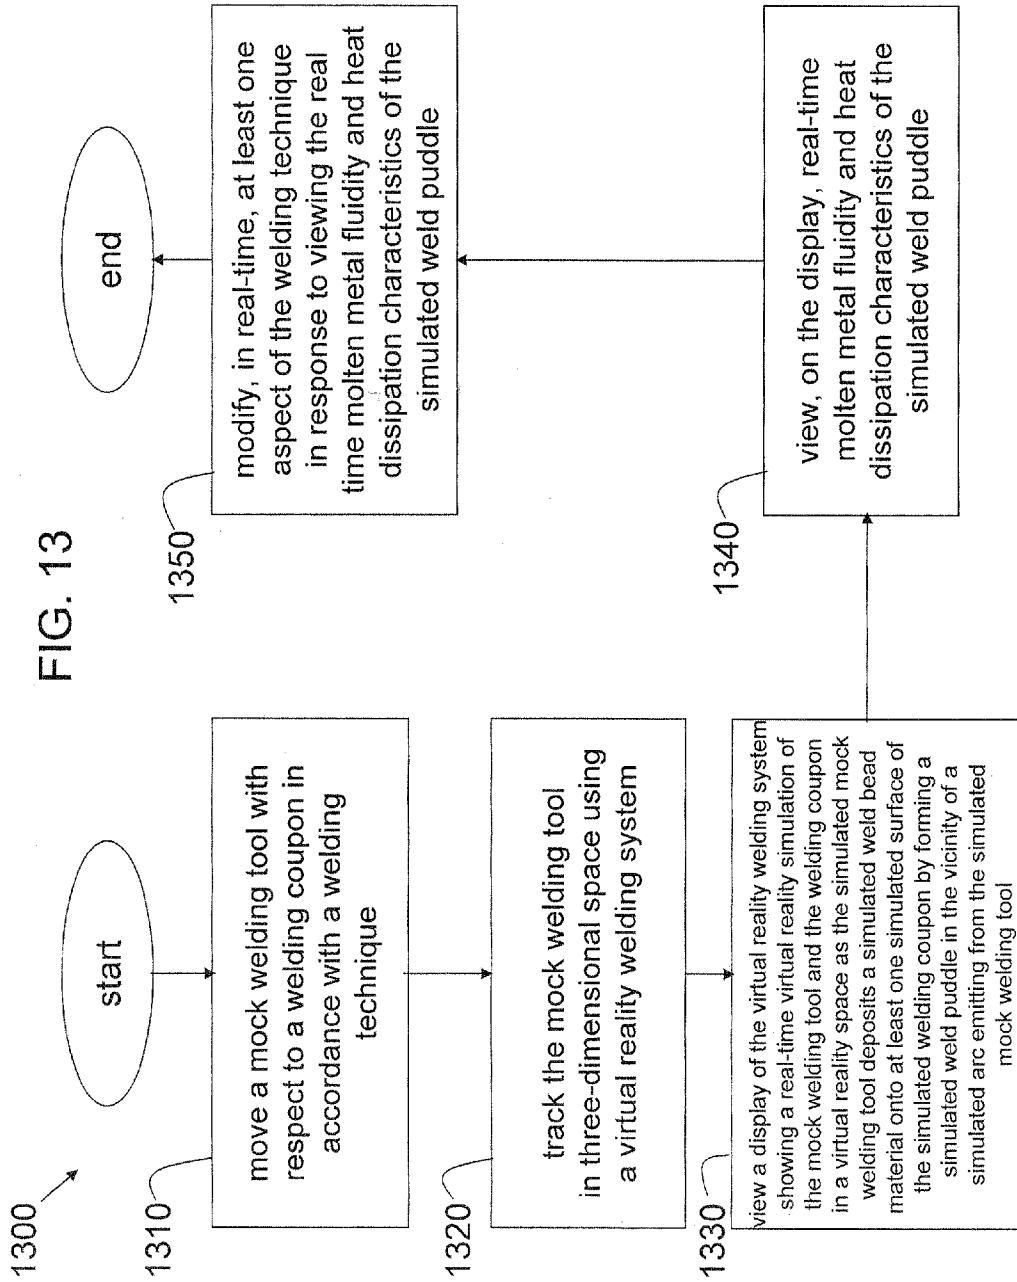 FIG. 13
1300
start
1310
move a mock welding tool with
respect to a welding coupon in
accordance with a welding
technique
1320
track the mock welding tool
in three-dimensional space using
a virtual reality welding system
1330
view a display of the virtual reality welding system
showing a real-time virtual reality simulation of
the mock welding tool and the welding coupon
in a virtual reality space as the simulated mock
welding tool deposits a simulated weld bead
material onto at least one simulated surface of
the simulated welding coupon by forming a
simulated weld puddle in the vicinity of a
simulated arc emitting from the simulated
mock welding tool
1340
view, on the display, real-time
molten metal fluidity and heat
dissipation characteristics of the
simulated weld puddle
1350
modify, in real-time, at least one
aspect of the welding technique
in response to viewing the real
time molten metal fluidity and heat
dissipation characteristics of the
simulated weld puddle
end